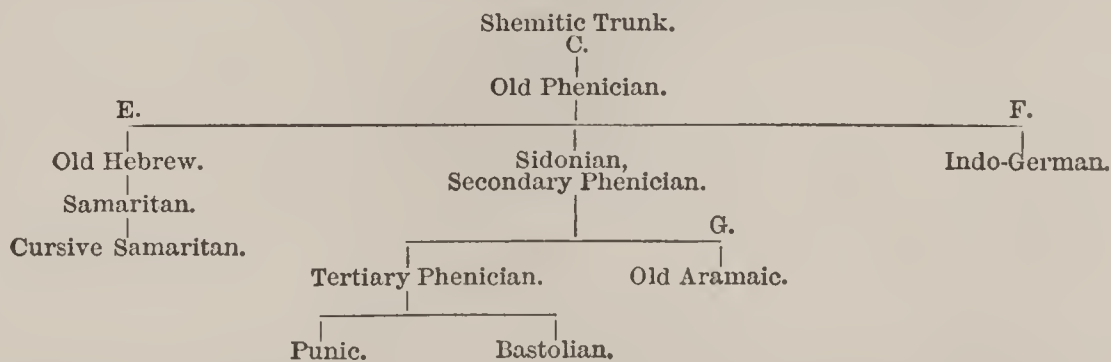 Shemitic Trunk.
C.
Old Phenician.
E.
F.
Old Hebrew.
Sidonian,
Secondary Phenician.
Indo-German.
Samaritan.
Cursive Samaritan.
G.
Tertiary Phenician.
Old Aramaic.
Punic.
Bastolian.